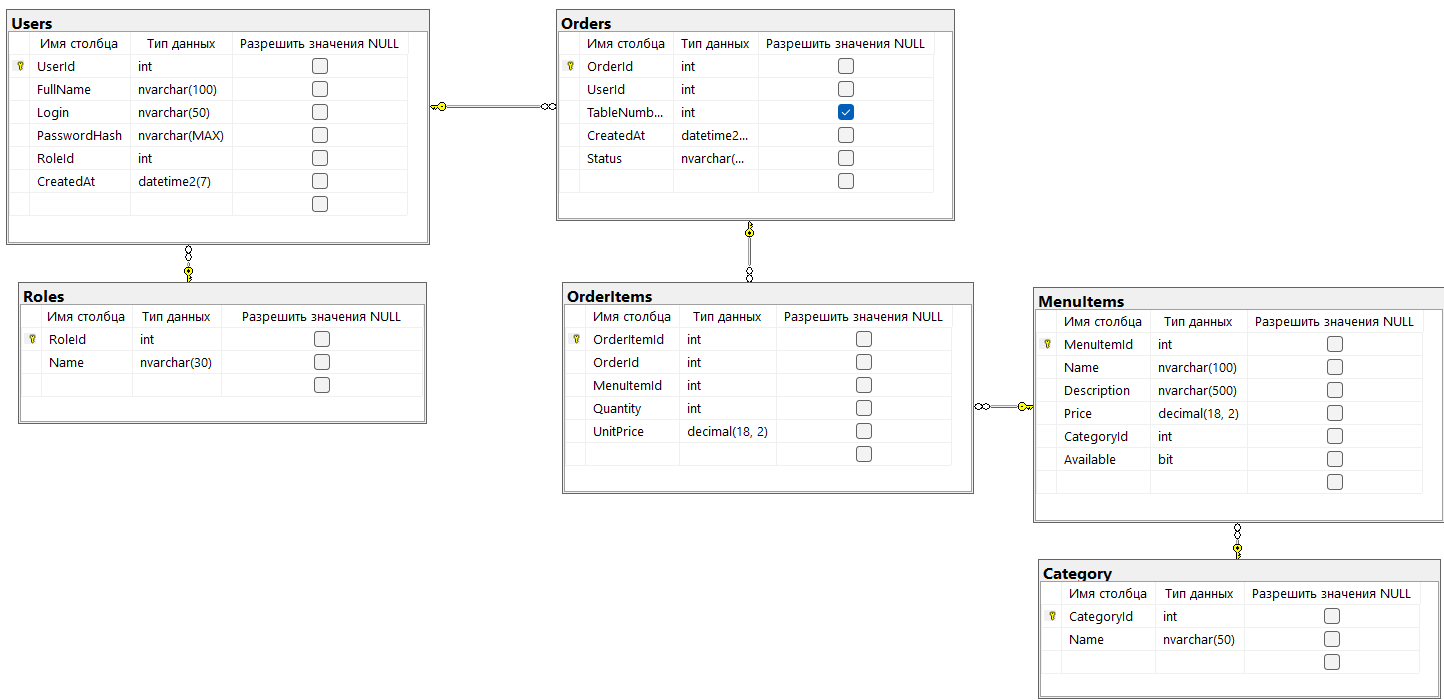 Users
Имя столбца Тип данных Разрешить значения NULL
UserId int
FullName nvarchar(100)
Login nvarchar(50)
PasswordHash nvarchar(MAX)
RoleId int
CreatedAt datetime2(7)
Orders
Имя столбца Тип данных Разрешить значения NULL
OrderId int
UserId int
TableNumb... int
CreatedAt datetime2...
Status nvarchar(...
Roles
Имя столбца Тип данных Разрешить значения NULL
RoleId int
Name nvarchar(30)
OrderItems
Имя столбца Тип данных Разрешить значения NULL
OrderItemId int
OrderId int
MenuItemId int
Quantity int
UnitPrice decimal(18, 2)
MenuItems
Имя столбца Тип данных Разрешить значения NULL
MenuItemId int
Name nvarchar(100)
Description nvarchar(500)
Price decimal(18, 2)
CategoryId int
Available bit
Category
Имя столбца Тип данных Разрешить значения NULL
CategoryId int
Name nvarchar(50)